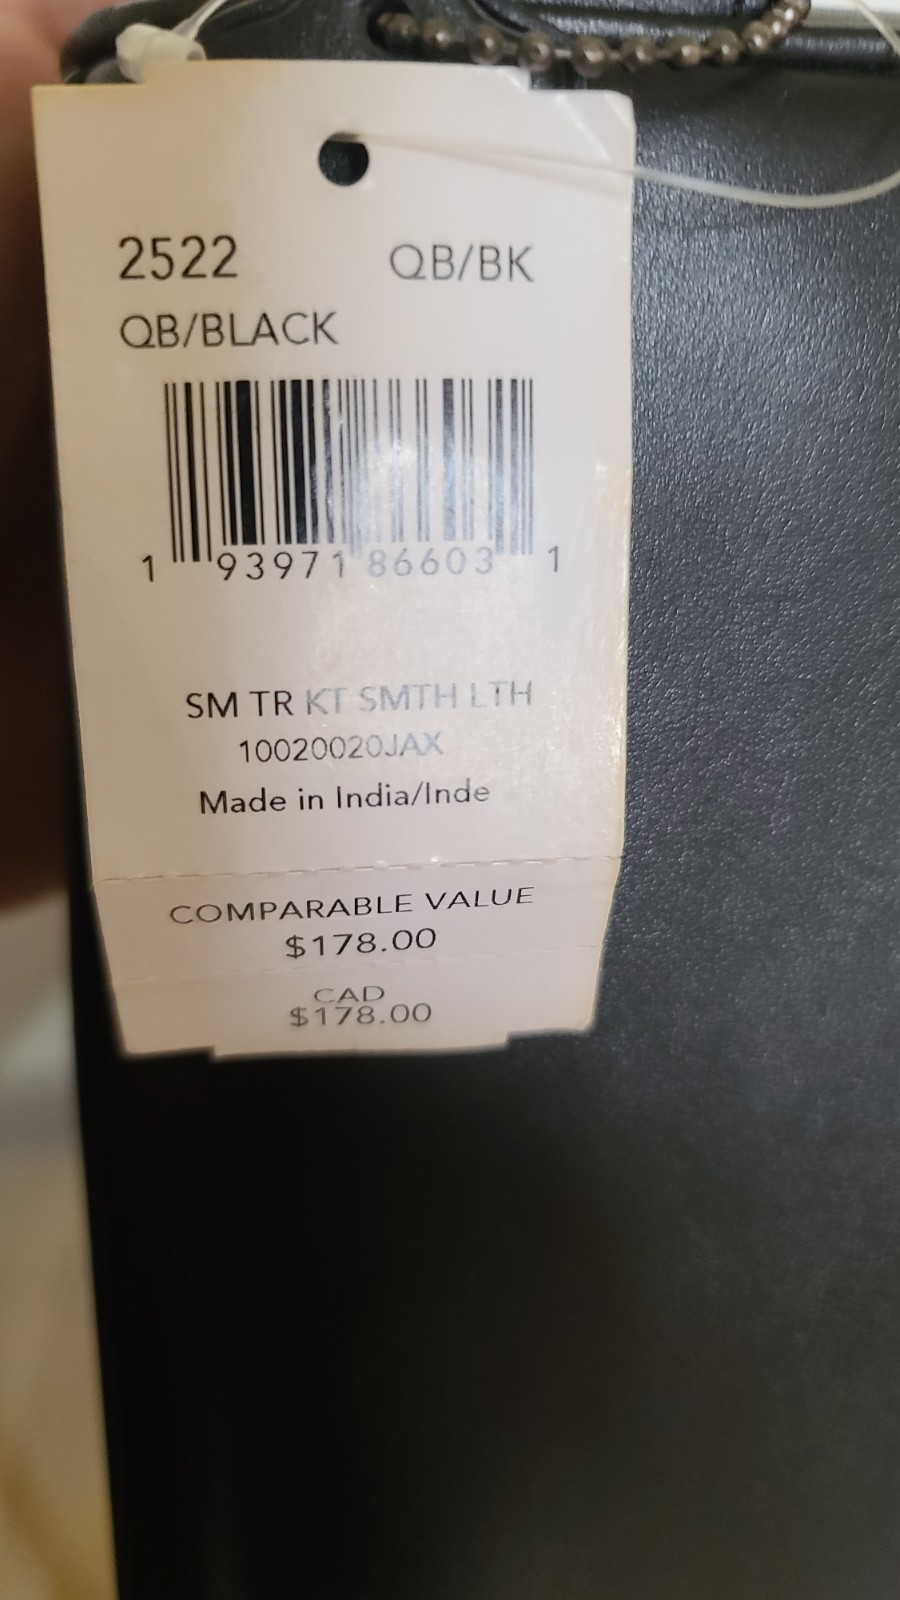 2522 QB/BK
QB/BLACK
1 93971 86603 1
SM TR KT SMTH LTH
10020020JAX
Made in India/Inde
COMPARABLE VALUE
$178.00
CAD
$178.00